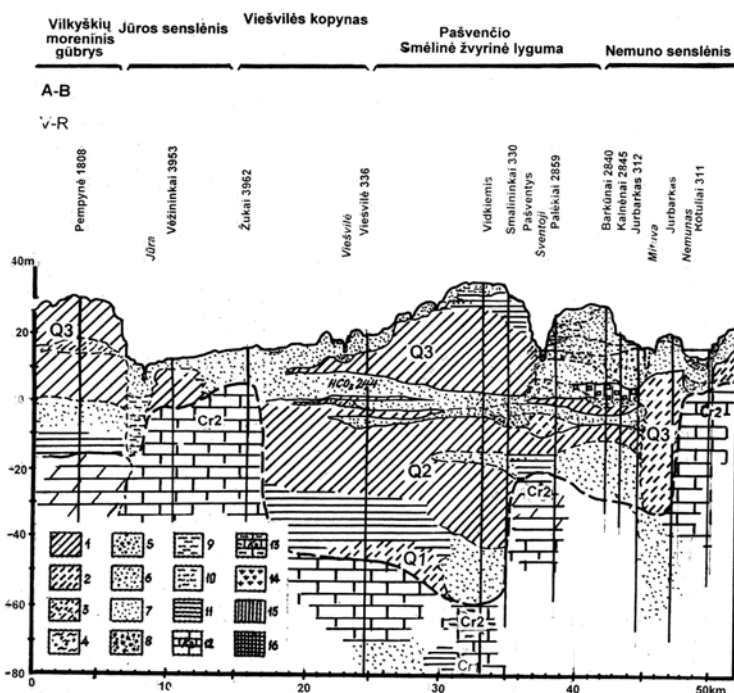 Vilkyškių
moreninis
gūbrys
Jūros senslėnis
Viešvilės kopynas
Pašvenčio
Smėlinė žvyrinė lyguma
Nemuno senslėnis
A-B
V-R
Pempynė 1808
Jūra
Vėžininkai 3953
Žukai 3962
Viešvilė
Viešvilė 336
Vidkiemis
Smalininkai 330
Pašventys
Šventoji
Palėkiai 2859
Barkūnai 2840
Kalnėnai 2845
Jurbarkas 312
Mituva
Jurbarkas
Nemunas
Rotuliai 311
40m
20
0
-20
-40
-60
-80
Q3
Q3
Q3
Q2
Q1
Cr2
Cr2
Cr2
Cr2
Cr1
1 5 9 13
2 6 10 14
3 7 11 15
4 8 12 16
0 10 20 30 40 50km